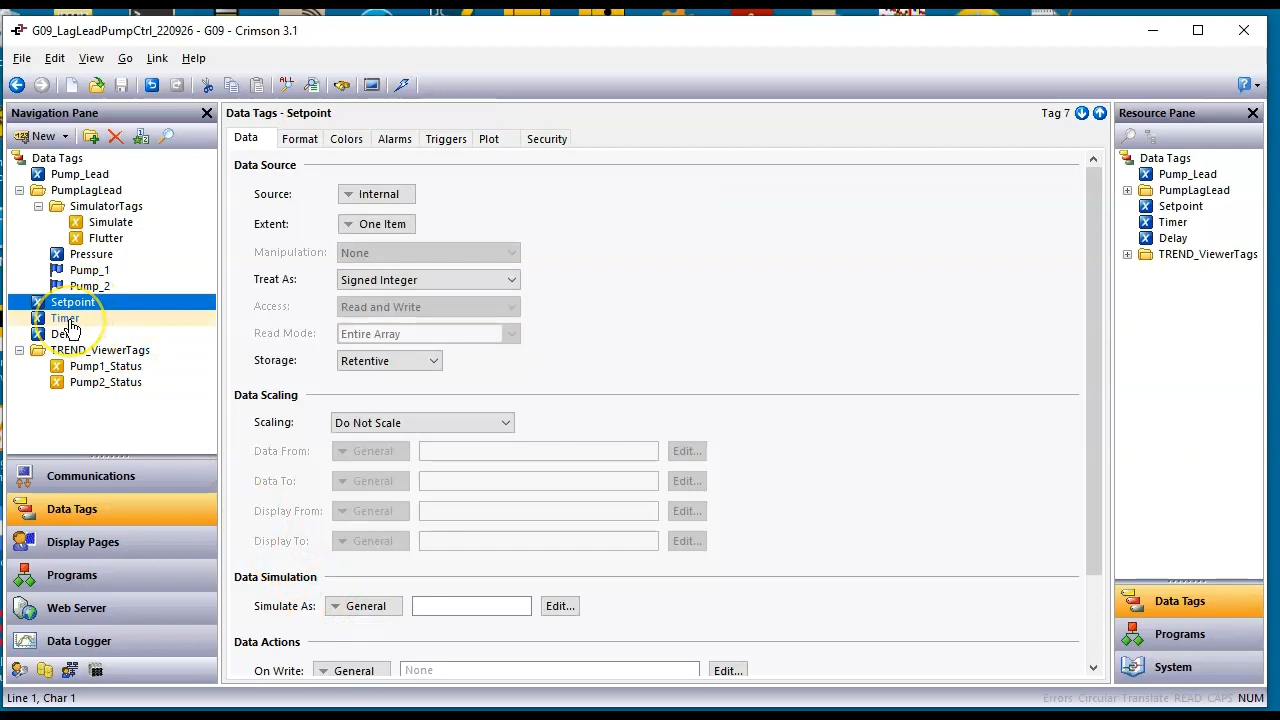 G09_LagLeadPumpCtrl_220926 - G09 - Crimson 3.1
File Edit View Go Link Help
Navigation Pane
New
Data Tags
Pump_Lead
PumpLagLead
SimulatorTags
Simulate
Flutter
Pressure
Pump_1
Pump_2
Setpoint
Timer
TREND_ViewerTags
Pump1_Status
Pump2_Status
Communications
Data Tags
Display Pages
Programs
Web Server
Data Logger
Data Tags - Setpoint
Tag 7
Data Format Colors Alarms Triggers Plot Security
Data Source
Source: Internal
Extent: One Item
Manipulation: None
Treat As: Signed Integer
Access: Read and Write
Read Mode: Entire Array
Storage: Retentive
Data Scaling
Scaling: Do Not Scale
Data From: General Edit...
Data To: General Edit...
Display From: General Edit...
Display To: General Edit...
Data Simulation
Simulate As: General Edit...
Data Actions
On Write: General None Edit...
Resource Pane
Data Tags
Pump_Lead
PumpLagLead
Setpoint
Timer
Delay
TREND_ViewerTags
Data Tags
Programs
System
Line 1, Char 1
Errors Circular Translate READ CAPS NUM